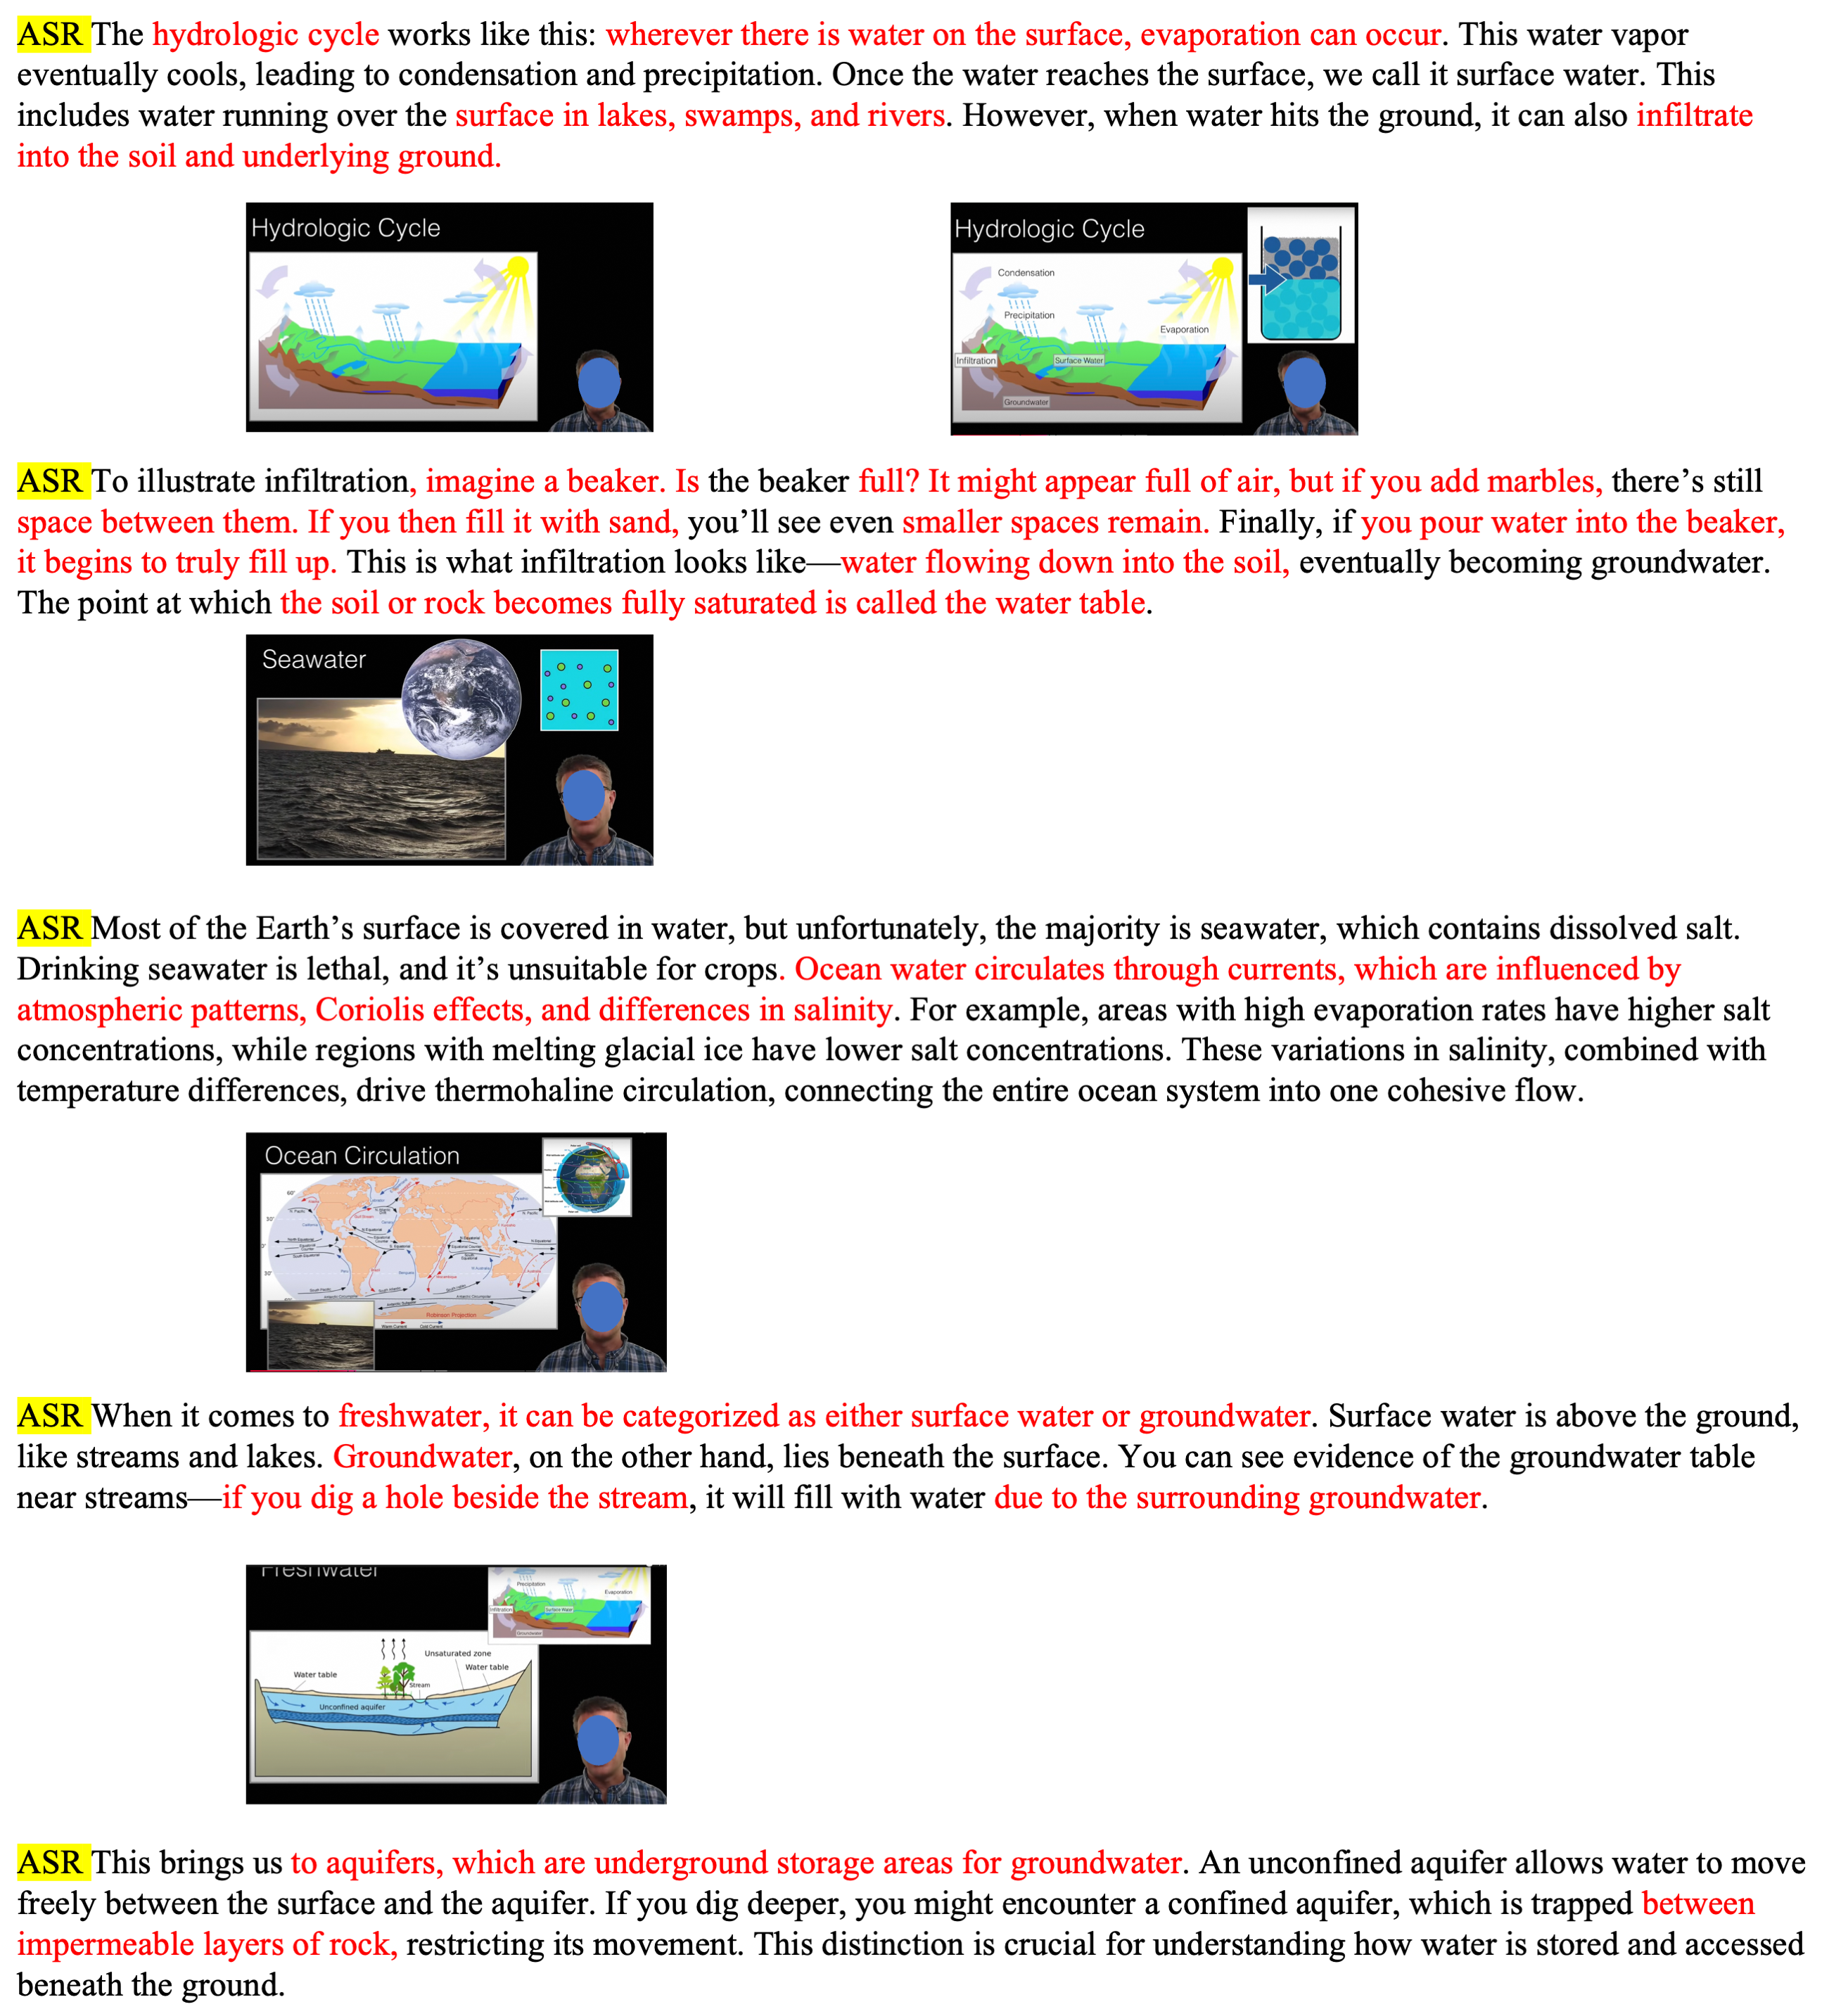 ASR The hydrologic cycle works like this: wherever there is water on the surface, evaporation can occur. This water vapor
eventually cools, leading to condensation and precipitation. Once the water reaches the surface, we call it surface water. This
includes water running over the surface in lakes, swamps, and rivers. However, when water hits the ground, it can also infiltrate
into the soil and underlying ground.
Hydrologic Cycle
Hydrologic Cycle
Condensation
Precipitation
Evaporation
Infiltration
Surface Water
Groundwater
ASR To illustrate infiltration, imagine a beaker. Is the beaker full? It might appear full of air, but if you add marbles, there’s still
space between them. If you then fill it with sand, you’ll see even smaller spaces remain. Finally, if you pour water into the beaker,
it begins to truly fill up. This is what infiltration looks like—water flowing down into the soil, eventually becoming groundwater.
The point at which the soil or rock becomes fully saturated is called the water table.
Seawater
ASR Most of the Earth’s surface is covered in water, but unfortunately, the majority is seawater, which contains dissolved salt.
Drinking seawater is lethal, and it’s unsuitable for crops. Ocean water circulates through currents, which are influenced by
atmospheric patterns, Coriolis effects, and differences in salinity. For example, areas with high evaporation rates have higher salt
concentrations, while regions with melting glacial ice have lower salt concentrations. These variations in salinity, combined with
temperature differences, drive thermohaline circulation, connecting the entire ocean system into one cohesive flow.
Ocean Circulation
Robinson Projection
Warm Current
Cold Current
ASR When it comes to freshwater, it can be categorized as either surface water or groundwater. Surface water is above the ground,
like streams and lakes. Groundwater, on the other hand, lies beneath the surface. You can see evidence of the groundwater table
near streams—if you dig a hole beside the stream, it will fill with water due to the surrounding groundwater.
Freshwater
Precipitation
Evaporation
Infiltration
Surface Water
Groundwater
Unsaturated zone
Water table
Water table
Stream
Unconfined aquifer
ASR This brings us to aquifers, which are underground storage areas for groundwater. An unconfined aquifer allows water to move
freely between the surface and the aquifer. If you dig deeper, you might encounter a confined aquifer, which is trapped between
impermeable layers of rock, restricting its movement. This distinction is crucial for understanding how water is stored and accessed
beneath the ground.